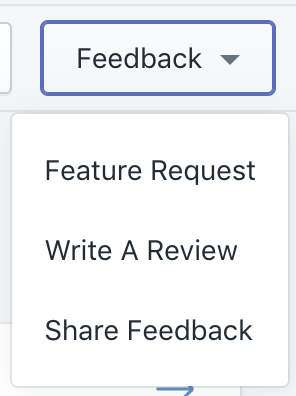 Feedback
Feature Request
Write A Review
Share Feedback